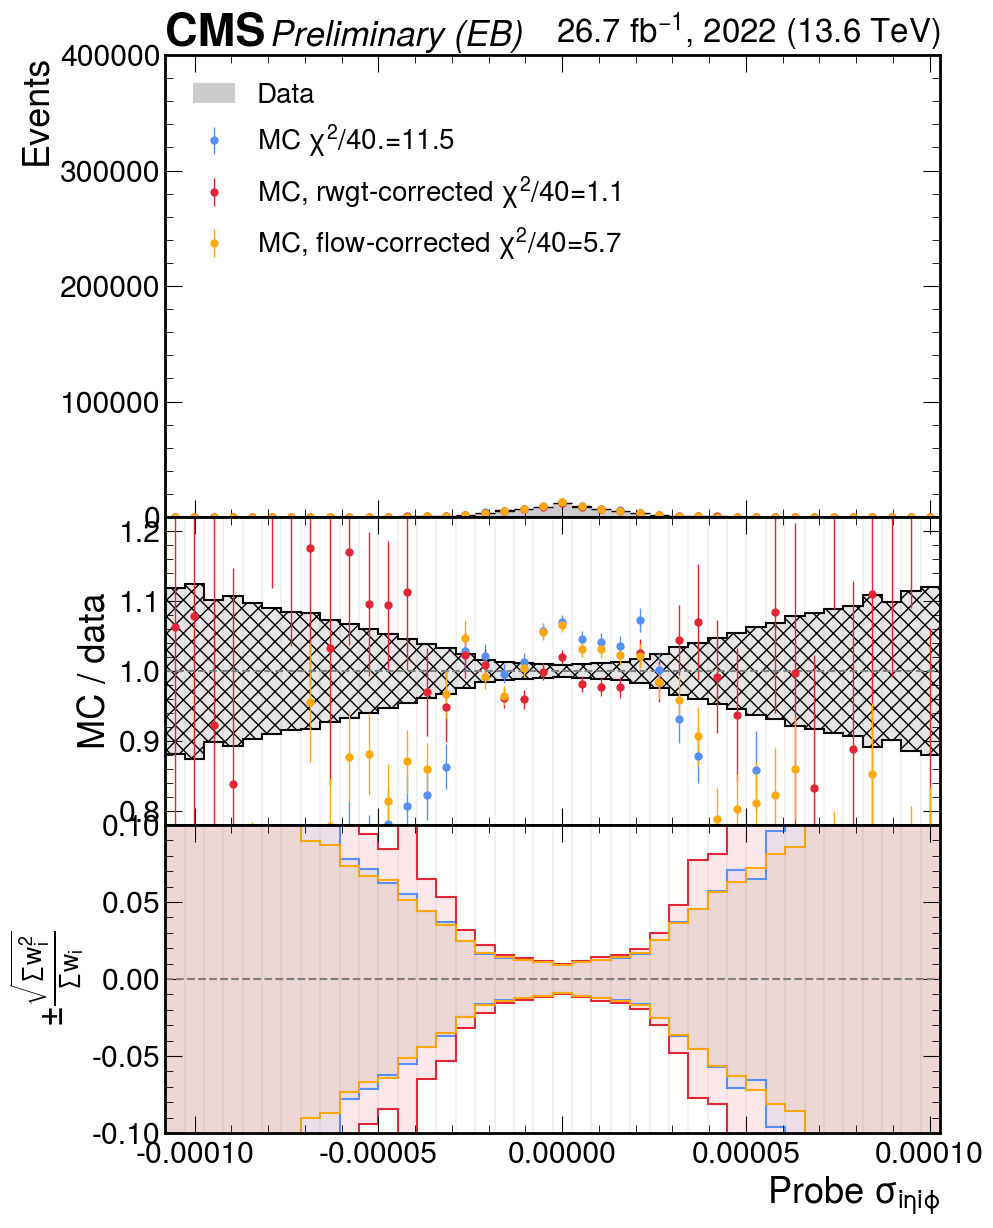 CMS Preliminary (EB) 26.7 fb⁻¹, 2022 (13.6 TeV)
Events
400000
300000
200000
100000
0
Data
MC χ²/40.=11.5
MC, rwgt-corrected χ²/40=1.1
MC, flow-corrected χ²/40=5.7
MC / data
1.2
1.1
1.0
0.9
0.8
± √Σwᵢ² / Σwᵢ
0.10
0.05
0.00
-0.05
-0.10
-0.00010 -0.00005 0.00000 0.00005 0.00010
Probe σiηiϕ